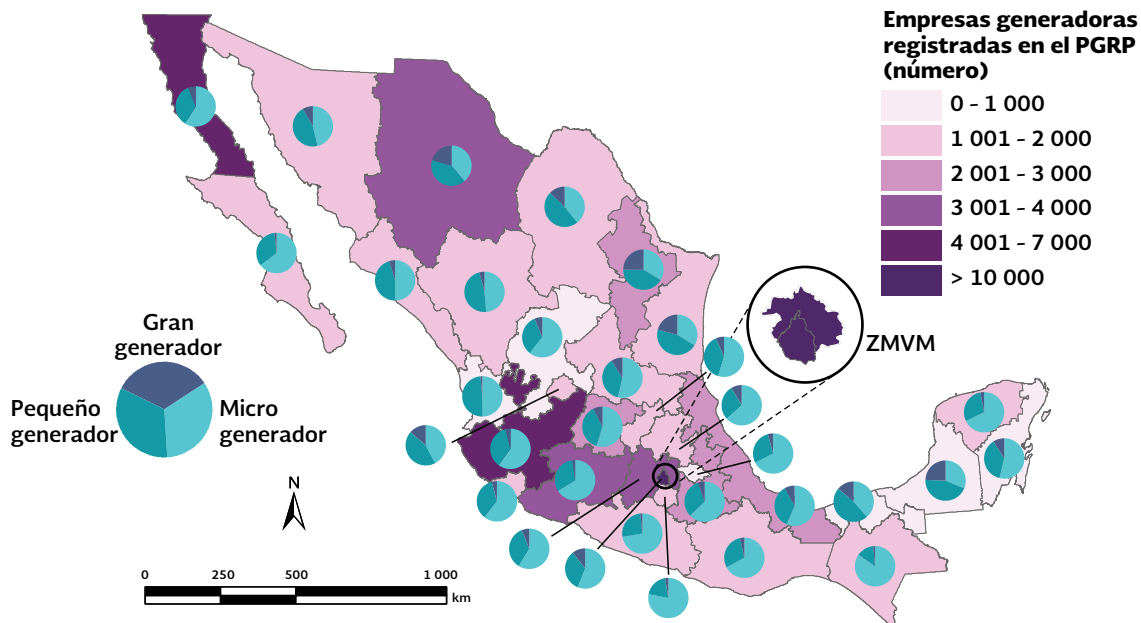 Empresas generadoras
registradas en el PGRP
(número)
0 - 1 000
1 001 - 2 000
2 001 - 3 000
3 001 - 4 000
4 001 - 7 000
> 10 000
ZMVM
Gran
generador
Pequeño
generador
Micro
generador
N
0 250 500 1 000
km